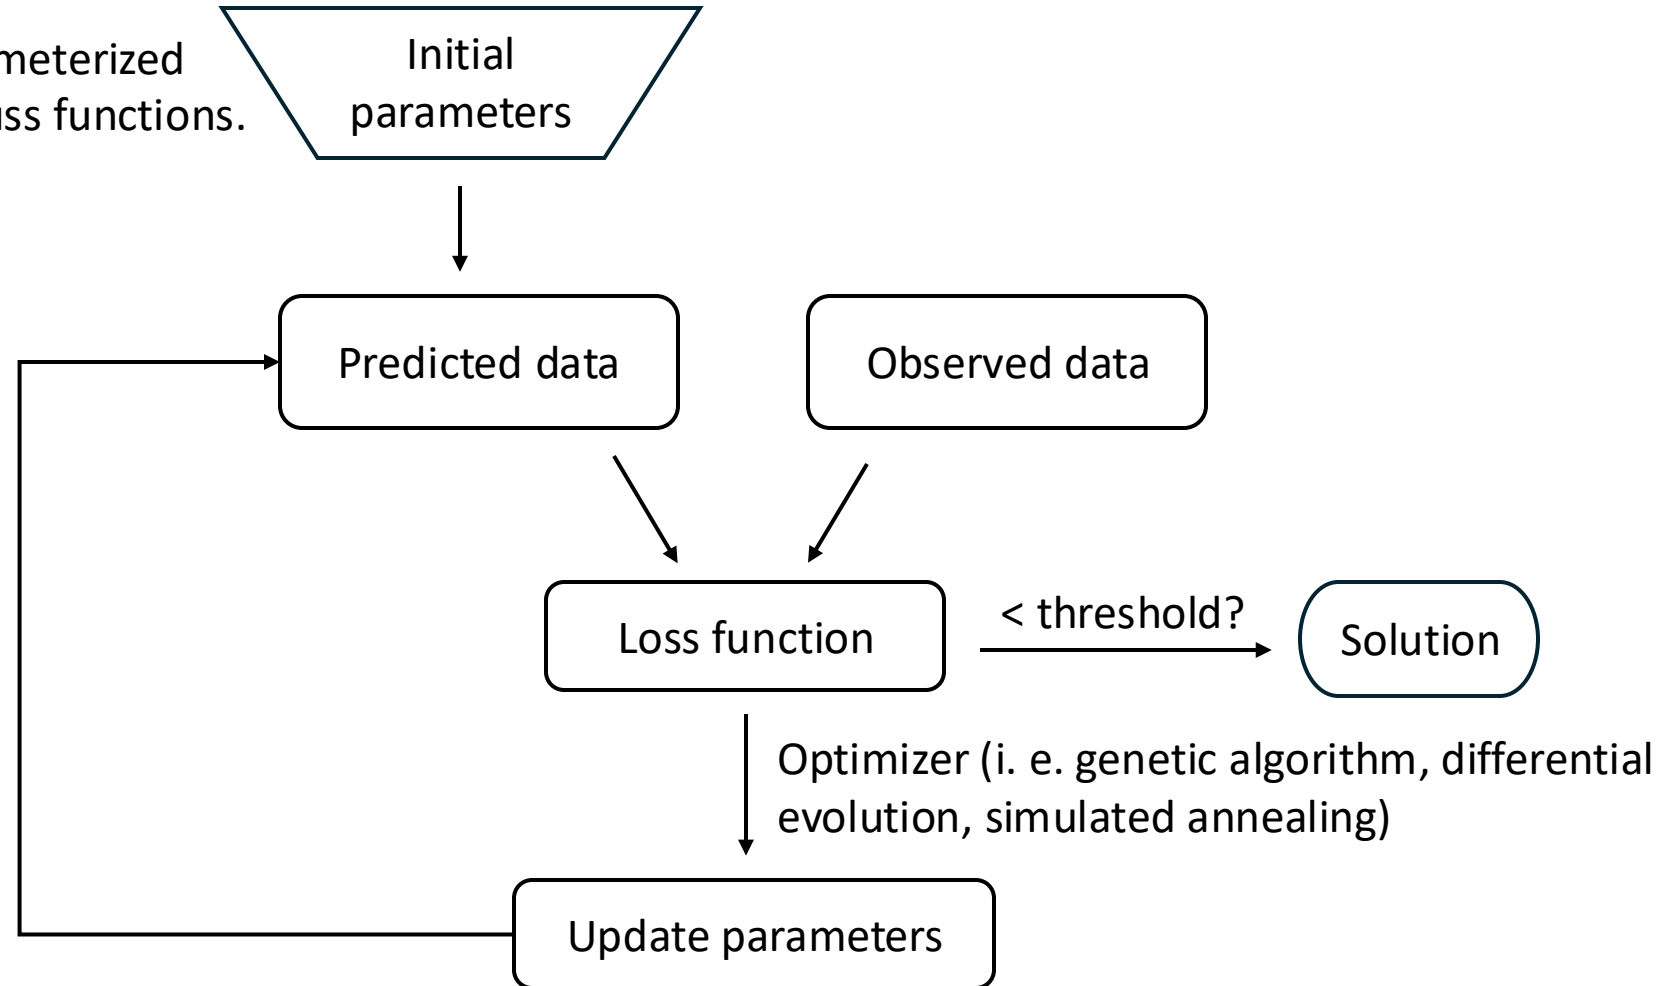 meterized
functions.
Initial
parameters
Predicted data
Observed data
Loss function
< threshold?
Solution
Optimizer (i. e. genetic algorithm, differential
evolution, simulated annealing)
Update parameters